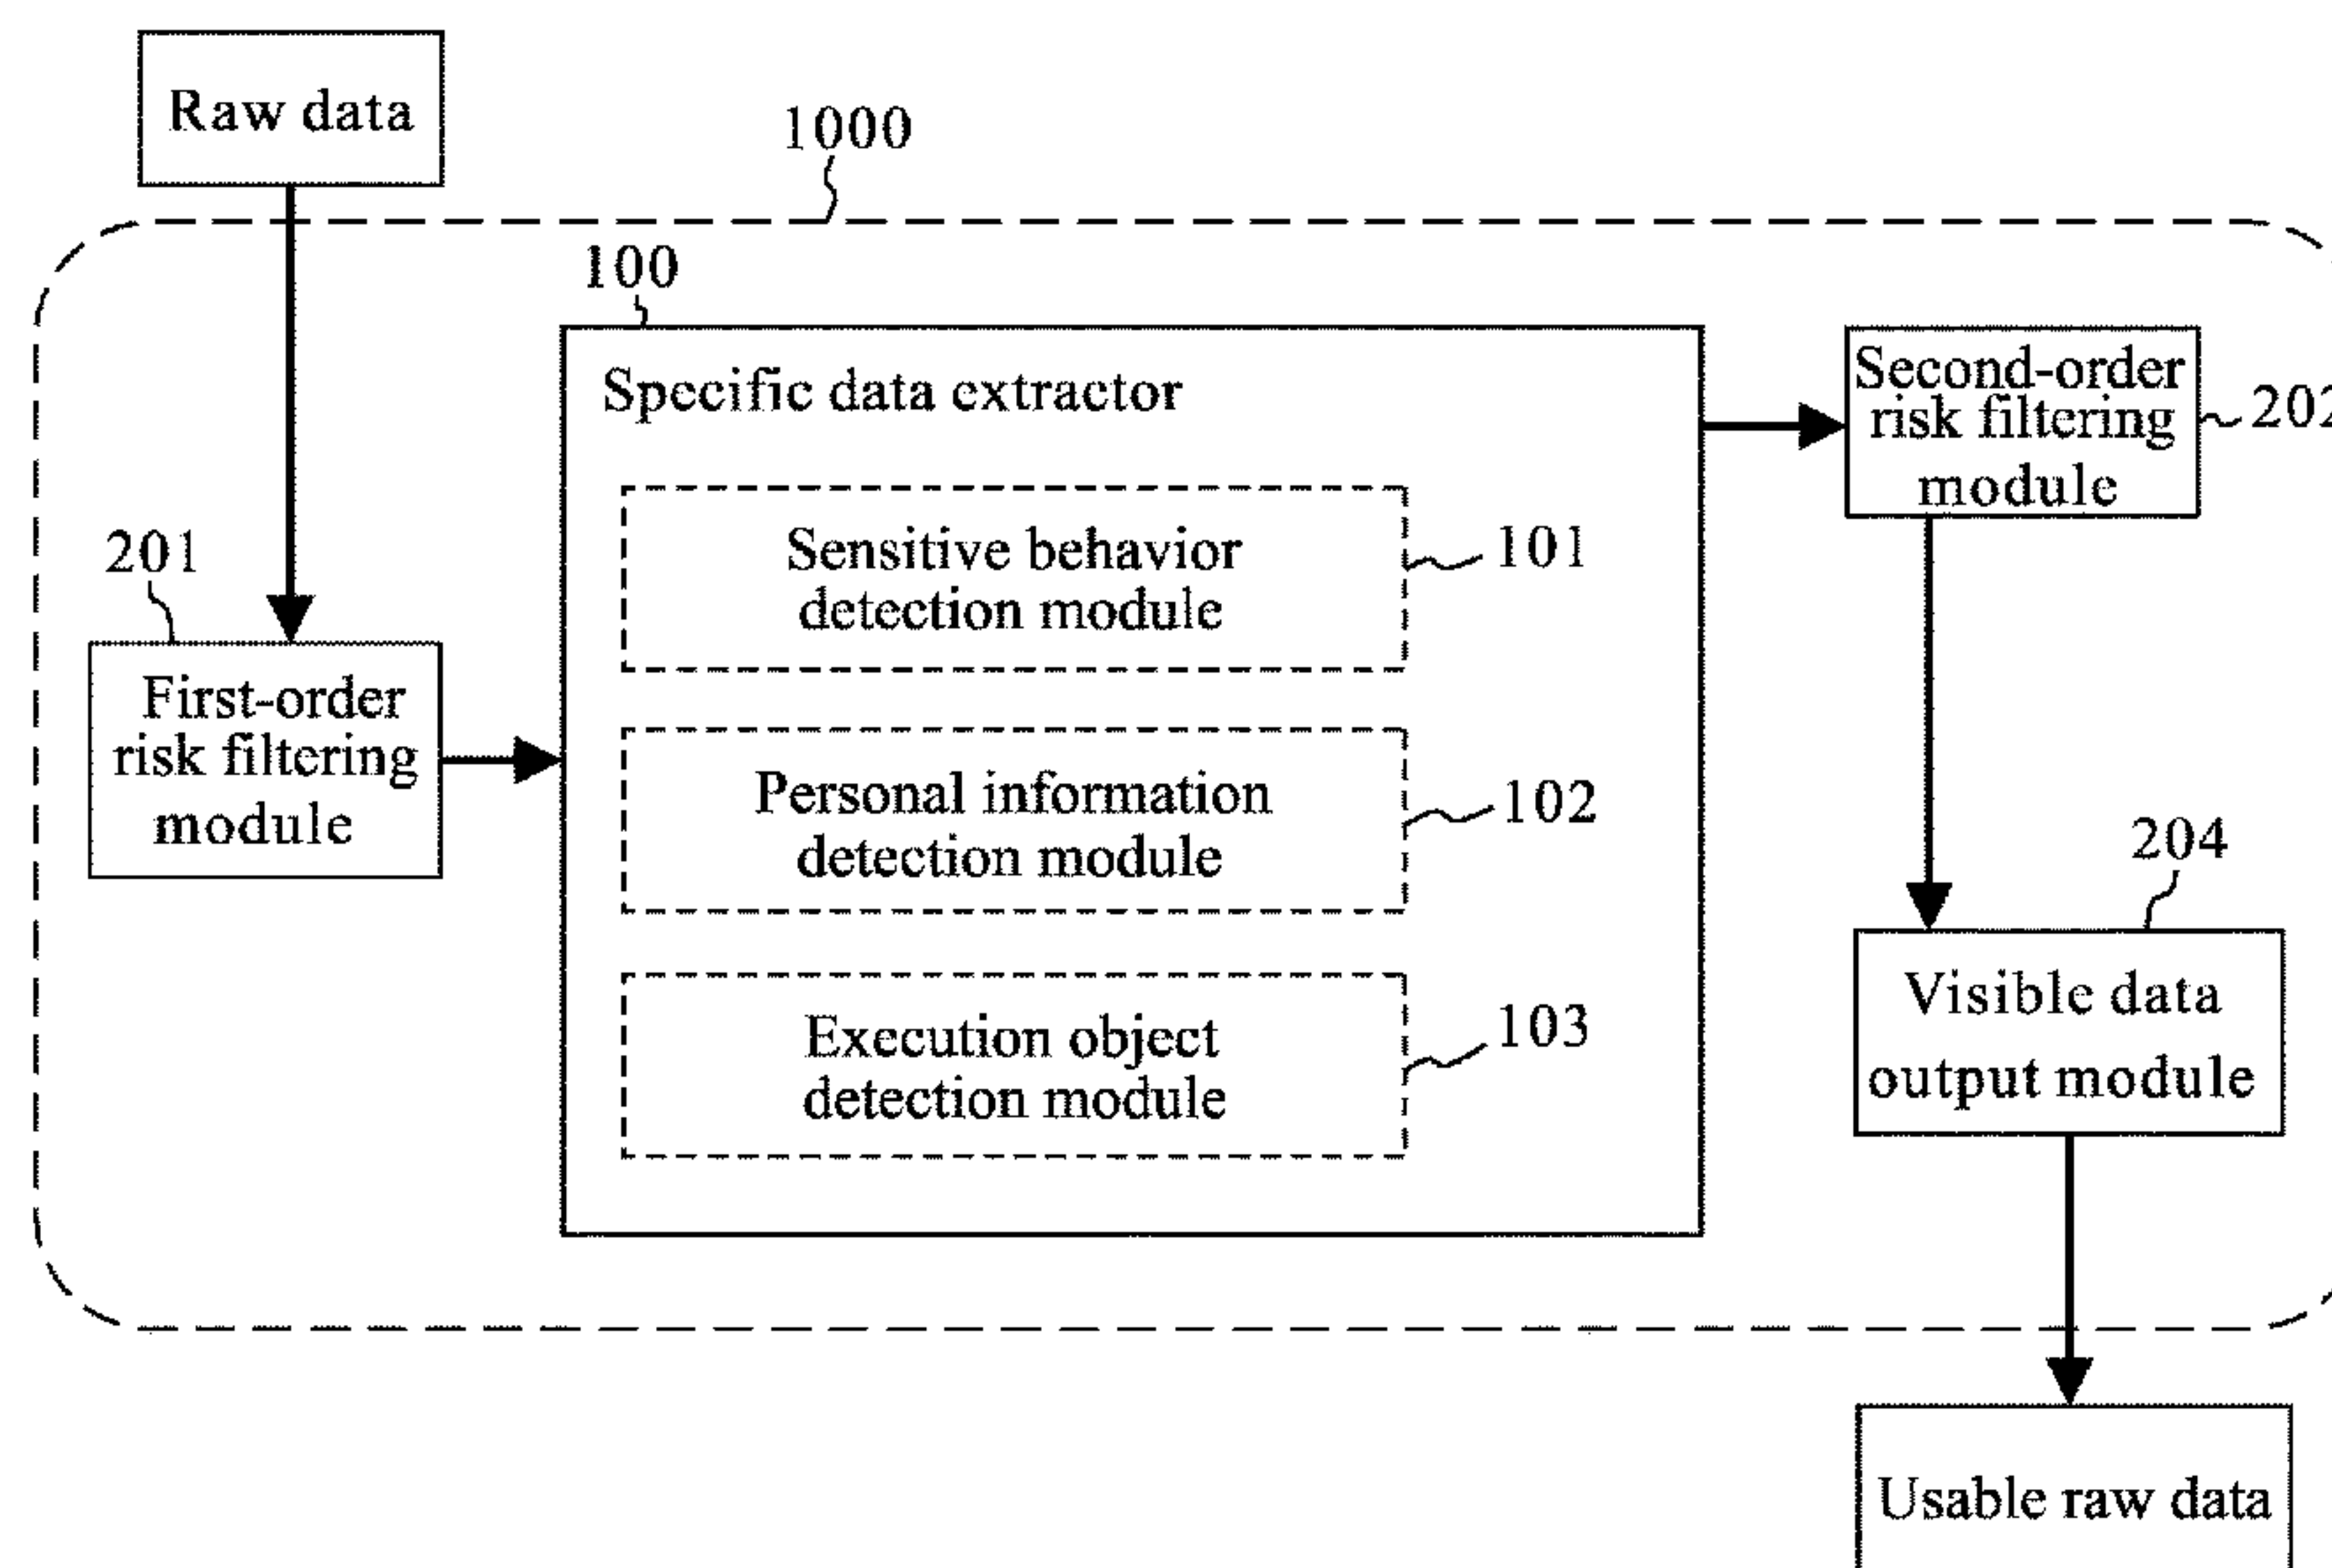 Raw data
1000
100
Specific data extractor
Second-order
risk filtering
module
202
Sensitive behavior
detection module
101
201
First-order
risk filtering
module
Personal information
detection module
102
204
Visible data
output module
Execution object
detection module
103
Usable raw data